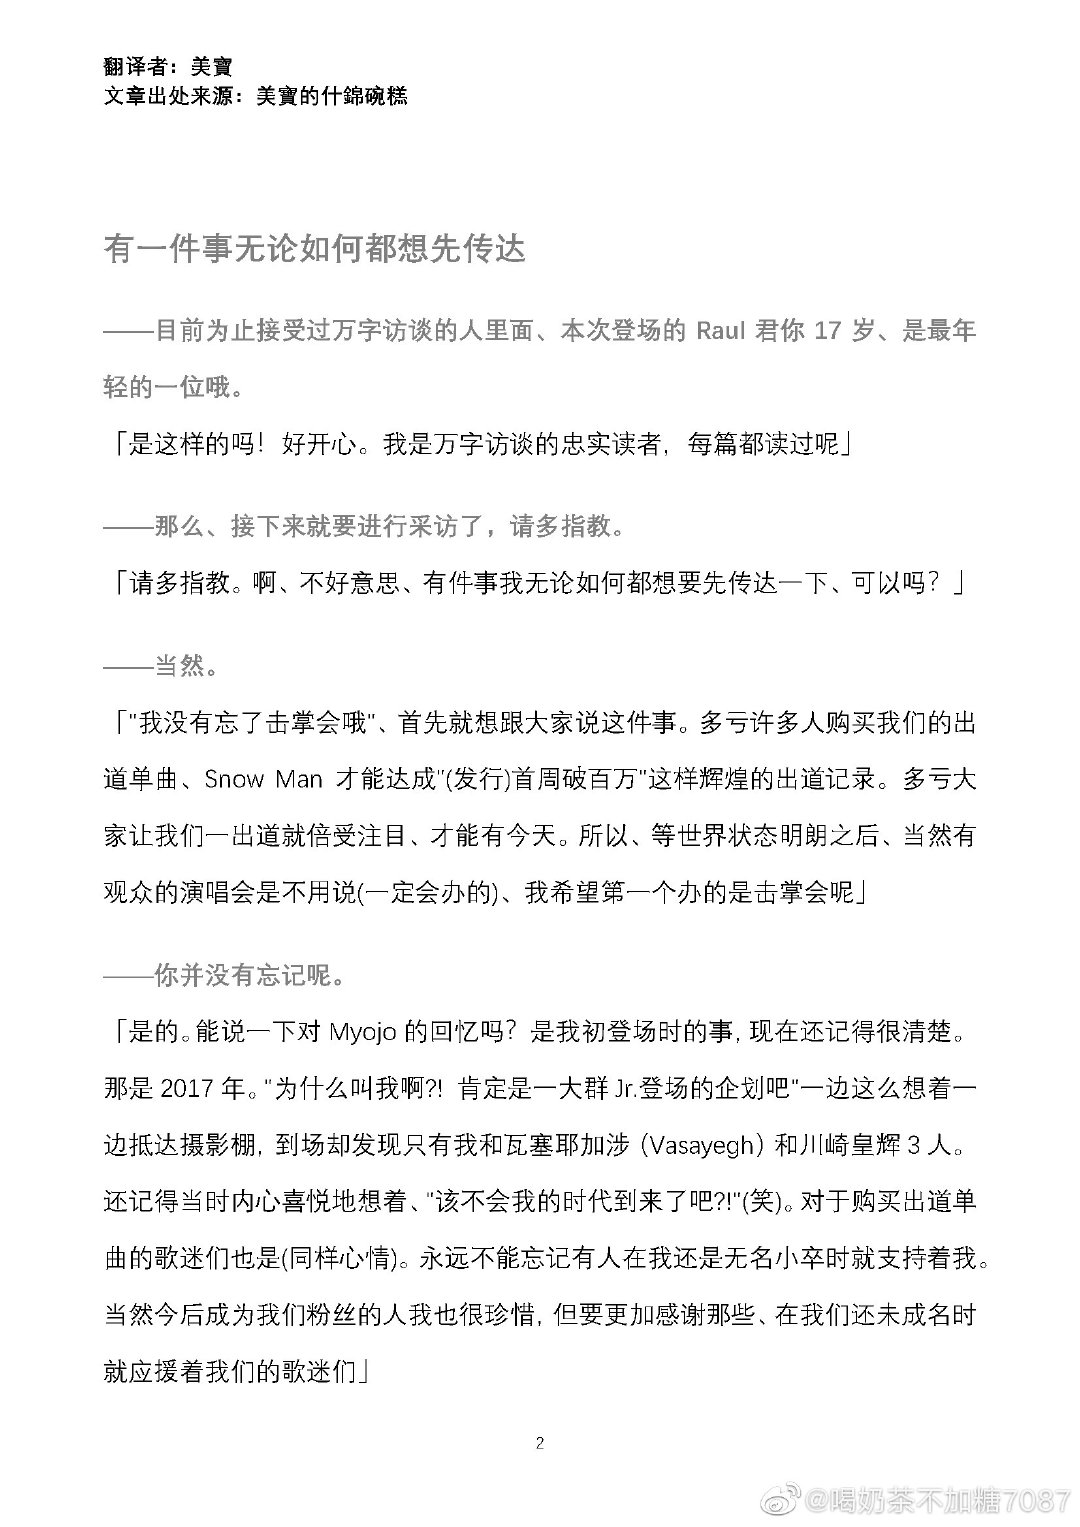 翻译者：美寶
文章出处来源：美寶的什錦碗糕
有一件事无论如何都想先传达
——目前为止接受过万字访谈的人里面、本次登场的 Raul 君你 17 岁、是最年
轻的一位哦。
「是这样的吗！好开心。我是万字访谈的忠实读者，每篇都读过呢」
——那么、接下来就要进行采访了，请多指教。
「请多指教。啊、不好意思、有件事我无论如何都想要先传达一下、可以吗？」
——当然。
「"我没有忘了击掌会哦"、首先就想跟大家说这件事。多亏许多人购买我们的出
道单曲、Snow Man 才能达成"(发行)首周破百万"这样辉煌的出道记录。多亏大
家让我们一出道就倍受注目、才能有今天。所以、等世界状态明朗之后、当然有
观众的演唱会是不用说(一定会办的)、我希望第一个办的是击掌会呢」
——你并没有忘记呢。
「是的。能说一下对 Myojo 的回忆吗？是我初登场时的事，现在还记得很清楚。
那是 2017 年。"为什么叫我啊?! 肯定是一大群 Jr.登场的企划吧"一边这么想着一
边抵达摄影棚，到场却发现只有我和瓦塞耶加涉（Vasayegh）和川崎皇辉 3 人。
还记得当时内心喜悦地想着、"该不会我的时代到来了吧?!"(笑)。对于购买出道单
曲的歌迷们也是(同样心情)。永远不能忘记有人在我还是无名小卒时就支持着我。
当然今后成为我们粉丝的人我也很珍惜，但要更加感谢那些、在我们还未成名时
就应援着我们的歌迷们」
2
@喝奶茶不加糖7087